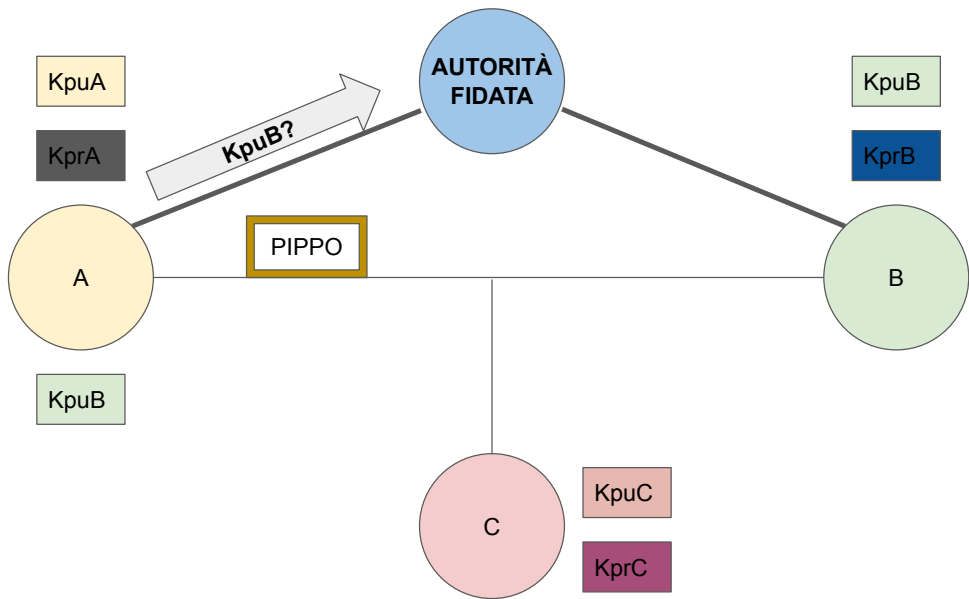 AUTORITÀ
FIDATA
KpuA
KpuB
KpuB?
KprA
KprB
PIPPO
A
B
KpuB
KpuC
C
KprC